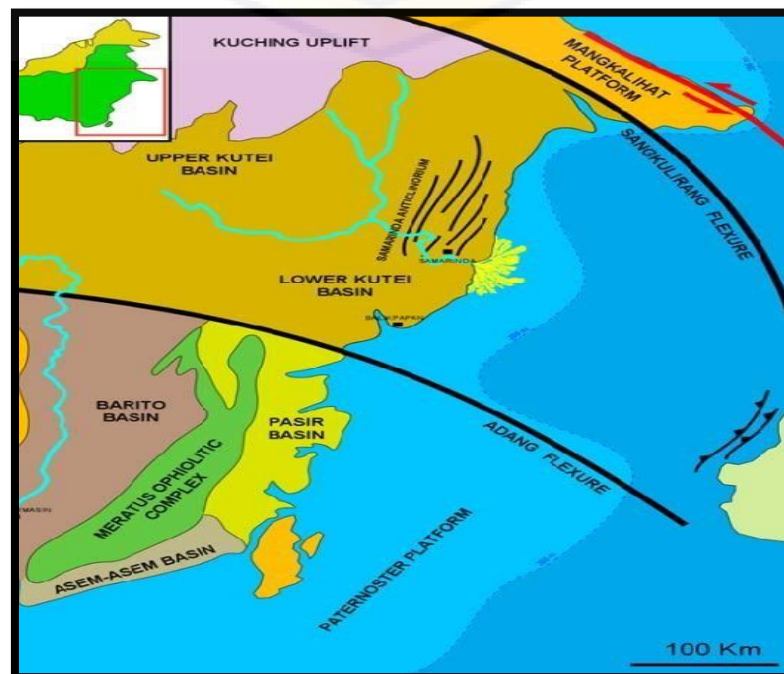 KUCHING UPLIFT
MANGKALIHAT
PLATFORM
SANGKULIRANG FLEXURE
UPPER KUTEI
BASIN
SAMARINDA ANTICLINORIUM
SAMARINDA
LOWER KUTEI
BASIN
BARITO
BASIN
PASIR
BASIN
ADANG FLEXURE
MERATUS OPHIOLITIC
COMPLEX
ASEM-ASEM BASIN
PATERNOSTER PLATFORM
100 Km